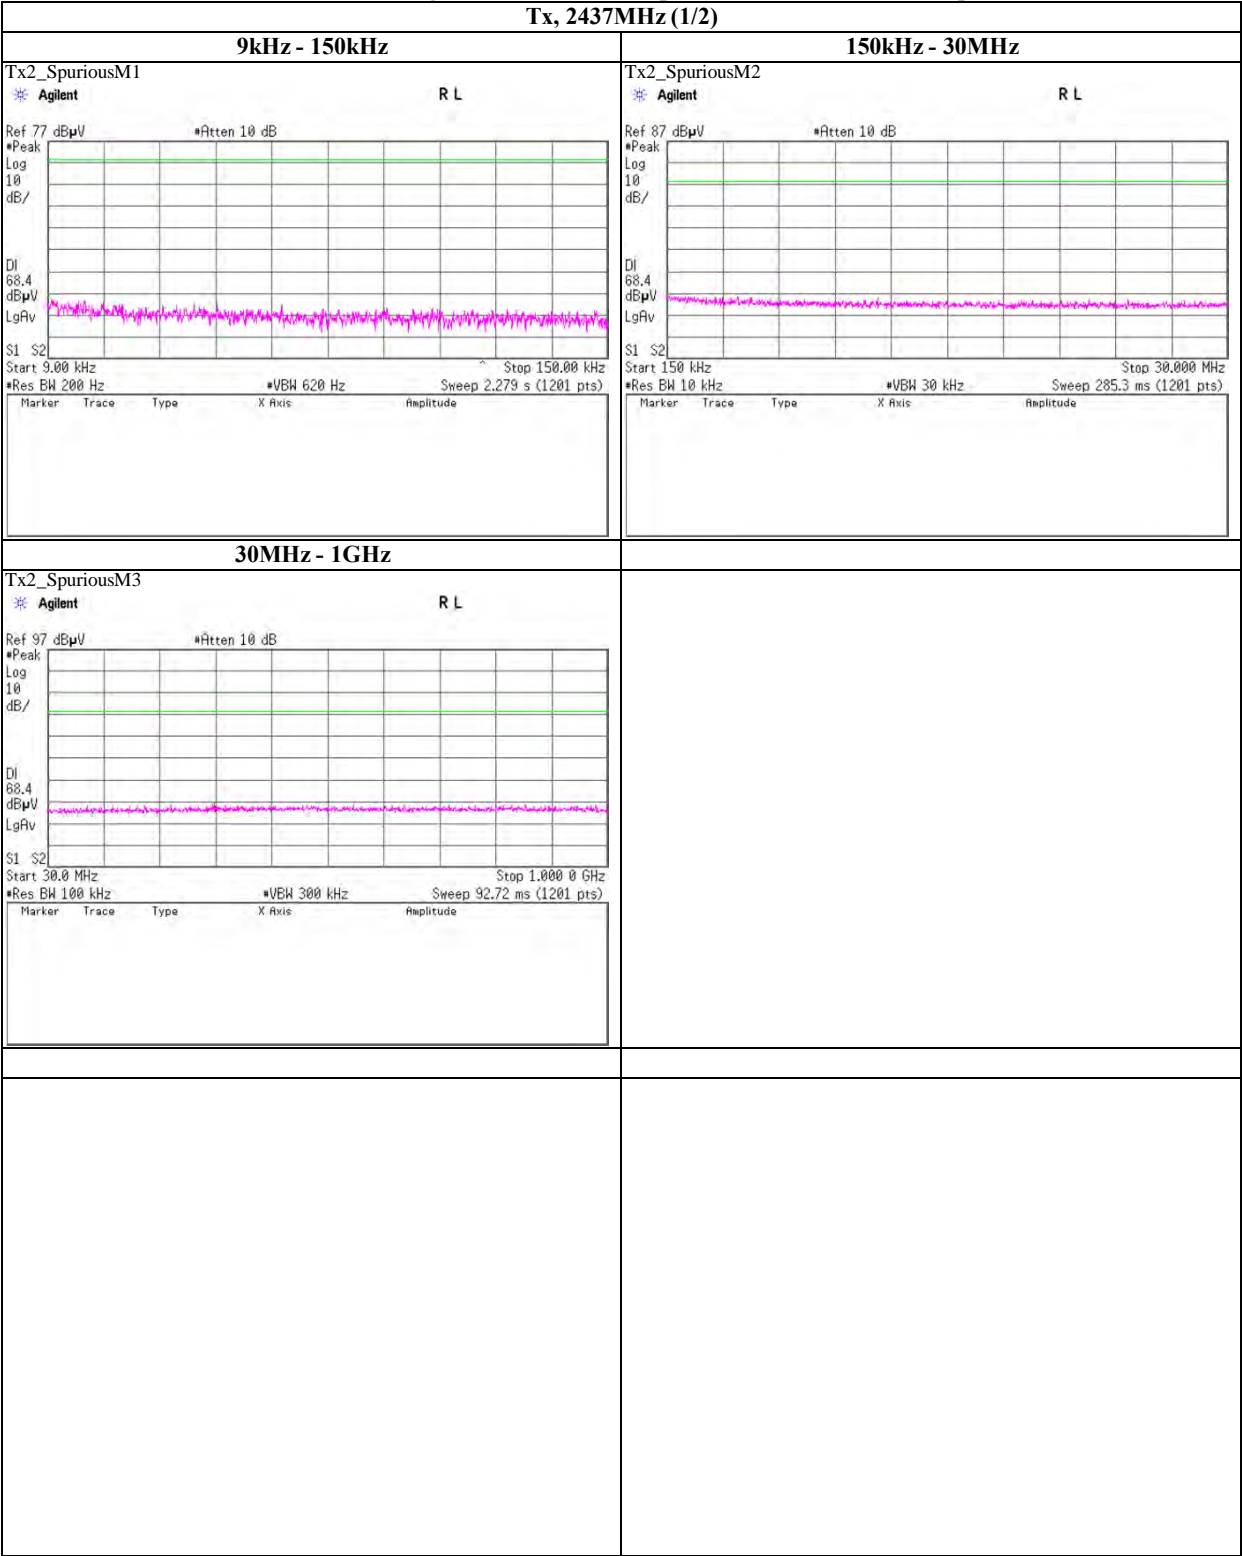 Tx, 2437MHz (1/2)
9kHz - 150kHz
150kHz - 30MHz
Tx2_SpuriousM1
Agilent
R L
Ref 77 dBµV
#Atten 10 dB
#Peak
Log
10
dB/
DI
68.4
dBµV
LgAv
S1 S2
Start 9.00 kHz
Stop 150.00 kHz
#Res BW 200 Hz
#VBW 620 Hz
Sweep 2.279 s (1201 pts)
Marker Trace Type X Axis Amplitude
Tx2_SpuriousM2
Agilent
R L
Ref 87 dBµV
#Atten 10 dB
#Peak
Log
10
dB/
DI
68.4
dBµV
LgAv
S1 S2
Start 150 kHz
Stop 30.000 MHz
#Res BW 10 kHz
#VBW 30 kHz
Sweep 285.3 ms (1201 pts)
Marker Trace Type X Axis Amplitude
30MHz - 1GHz
Tx2_SpuriousM3
Agilent
R L
Ref 97 dBµV
#Atten 10 dB
#Peak
Log
10
dB/
DI
68.4
dBµV
LgAv
S1 S2
Start 30.0 MHz
Stop 1.000 0 GHz
#Res BW 100 kHz
#VBW 300 kHz
Sweep 92.72 ms (1201 pts)
Marker Trace Type X Axis Amplitude